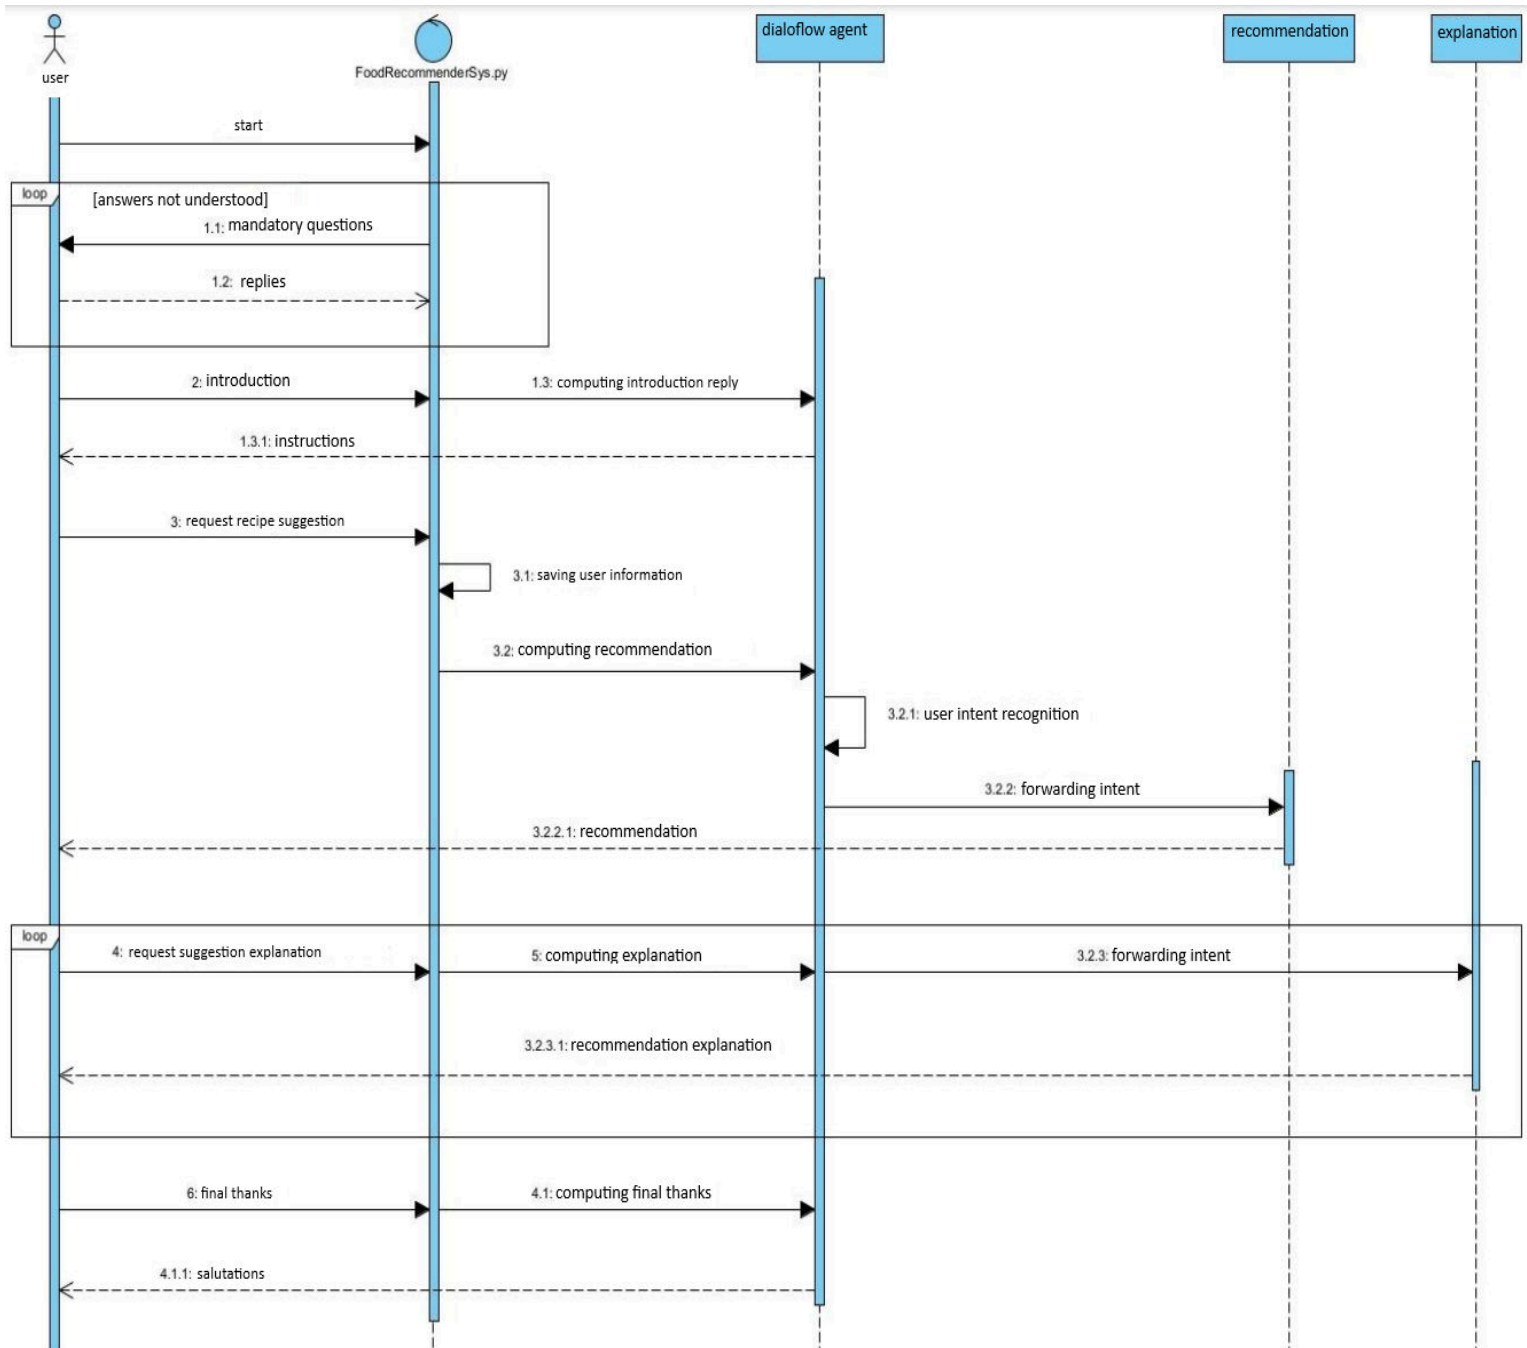 user
FoodRecommenderSys.py
dialoflow agent
recommendation
explanation
start
loop
[answers not understood]
1.1: mandatory questions
1.2: replies
2: introduction
1.3: computing introduction reply
1.3.1: instructions
3: request recipe suggestion
3.1: saving user information
3.2: computing recommendation
3.2.1: user intent recognition
3.2.2: forwarding intent
3.2.2.1: recommendation
loop
4: request suggestion explanation
5: computing explanation
3.2.3: forwarding intent
3.2.3.1: recommendation explanation
6: final thanks
4.1: computing final thanks
4.1.1: salutations